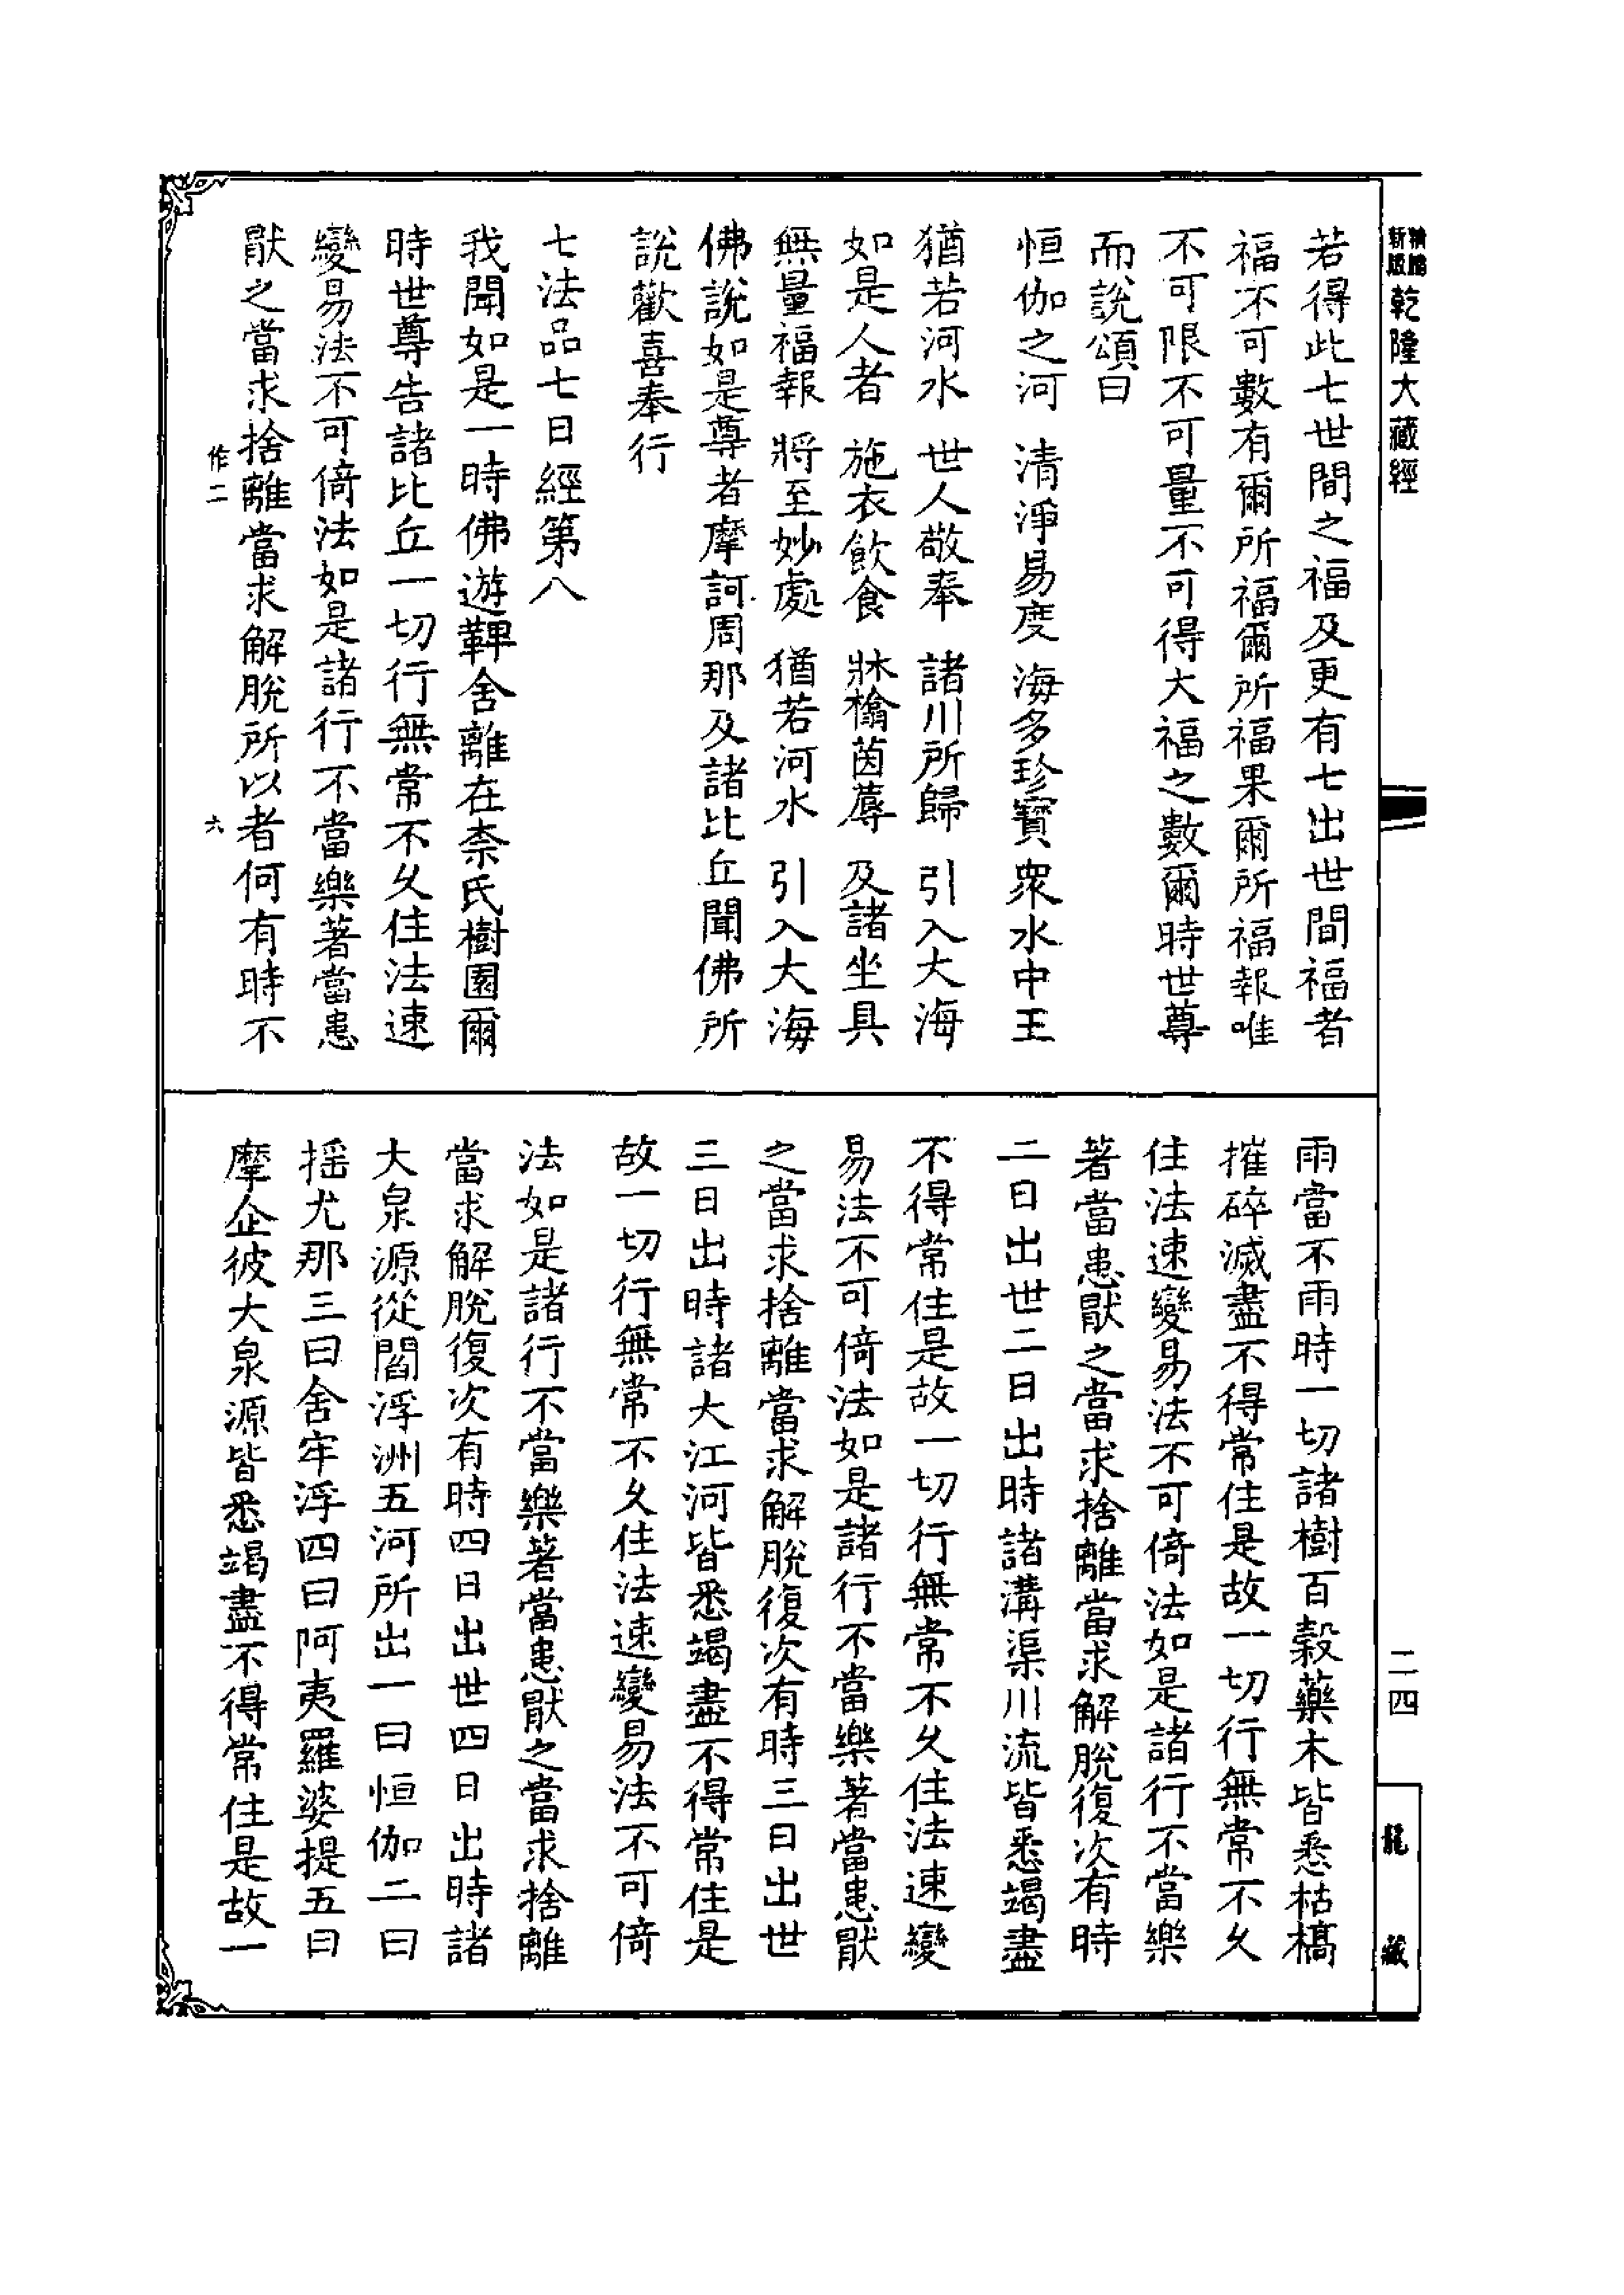 乾隆大藏經
若得此七世間之福及更有七出世間福者
福不可數有爾所福爾所福果爾所福報唯
不可限不可量不可得大福之數爾時世尊
而說頌曰
恒伽之河　清淨易度　海多珍寶　衆水中王
猶若河水　世人敬奉　諸川所歸　引入大海
如是人者　施衣飲食　牀榻茵蓐　及諸坐具
無量福報　將至妙處　猶若河水　引入大海
佛說如是尊者摩訶周那及諸比丘聞佛所
說歡喜奉行
七法品七日經第八
我聞如是一時佛遊鞞舍離在柰氏樹園爾
時世尊告諸比丘一切行無常不久住法速
變易法不可倚法如是諸行不當樂著當患
猒之當求捨離當求解脫所以者何有時不
作二　六
雨當不雨時一切諸樹百穀藥木皆悉枯槁
摧碎滅盡不得常住是故一切行無常不久
住法速變易法不可倚法如是諸行不當樂
著當患猒之當求捨離當求解脫復次有時
二日出世二日出時諸溝渠川流皆悉竭盡
不得常住是故一切行無常不久住法速變
易法不可倚法如是諸行不當樂著當患猒
之當求捨離當求解脫復次有時三日出世
三日出時諸大江河皆悉竭盡不得常住是
故一切行無常不久住法速變易法不可倚
法如是諸行不當樂著當患猒之當求捨離
當求解脫復次有時四日出世四日出時諸
大泉源從閻浮洲五河所出一曰恒伽二曰
搖尤那三曰舍牢浮四曰阿夷羅婆提五曰
摩企彼大泉源皆悉竭盡不得常住是故一
二四
龍藏